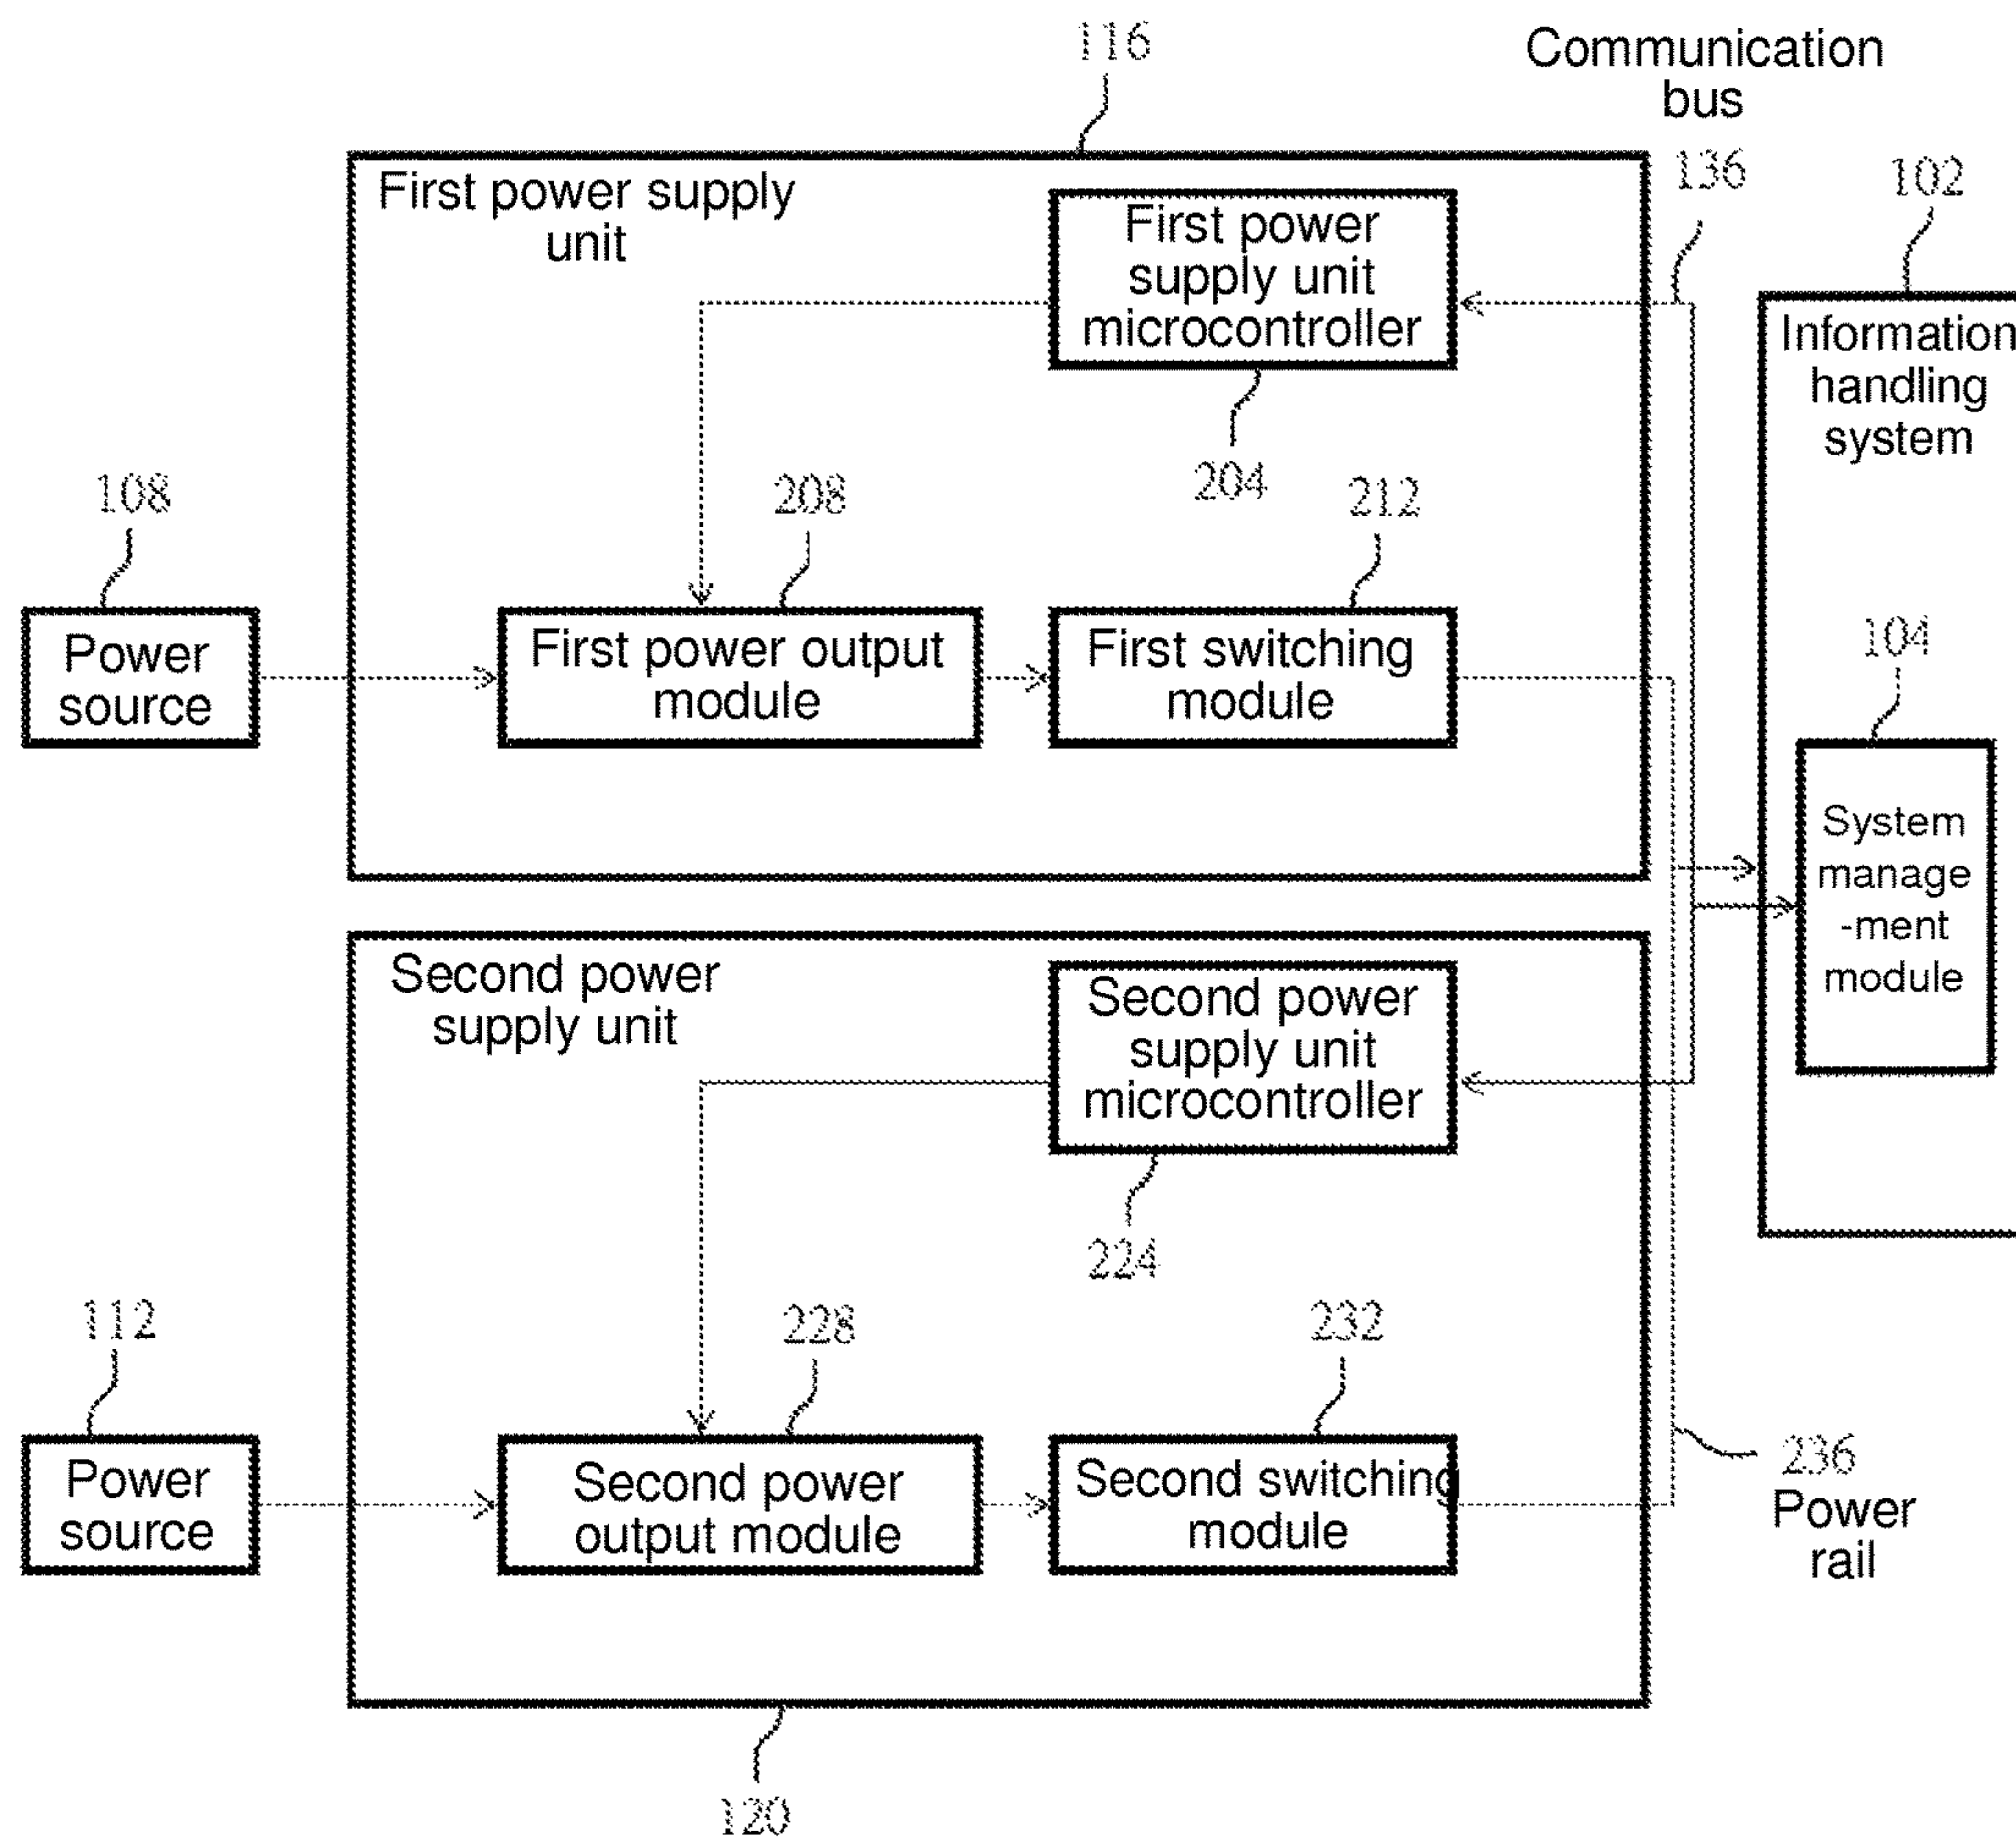 116
Communication
bus
136
102
First power supply
unit
First power
supply unit
microcontroller
204
Information
handling
system
108
208
212
Power
source
First power output
module
First switching
module
104
System
manage
-ment
module
Second power
supply unit
Second power
supply unit
microcontroller
224
112
228
232
Power
source
Second power
output module
Second switching
module
236
Power
rail
120